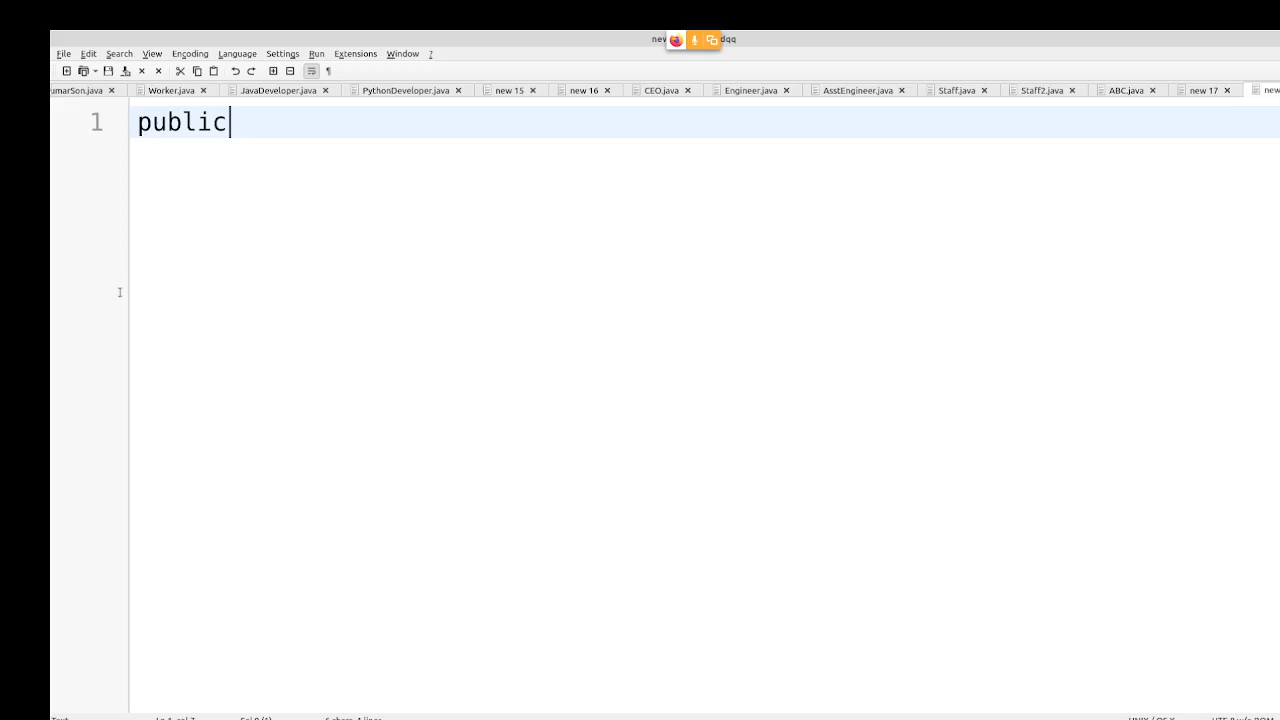 dqq
File Edit Search View Encoding Language Settings Run Extensions Window ?
umarSon.java Worker.java JavaDeveloper.java PythonDeveloper.java new 15 new 16 CEO.java Engineer.java AsstEngineer.java Staff.java Staff2.java ABC.java new 17 new
1 public